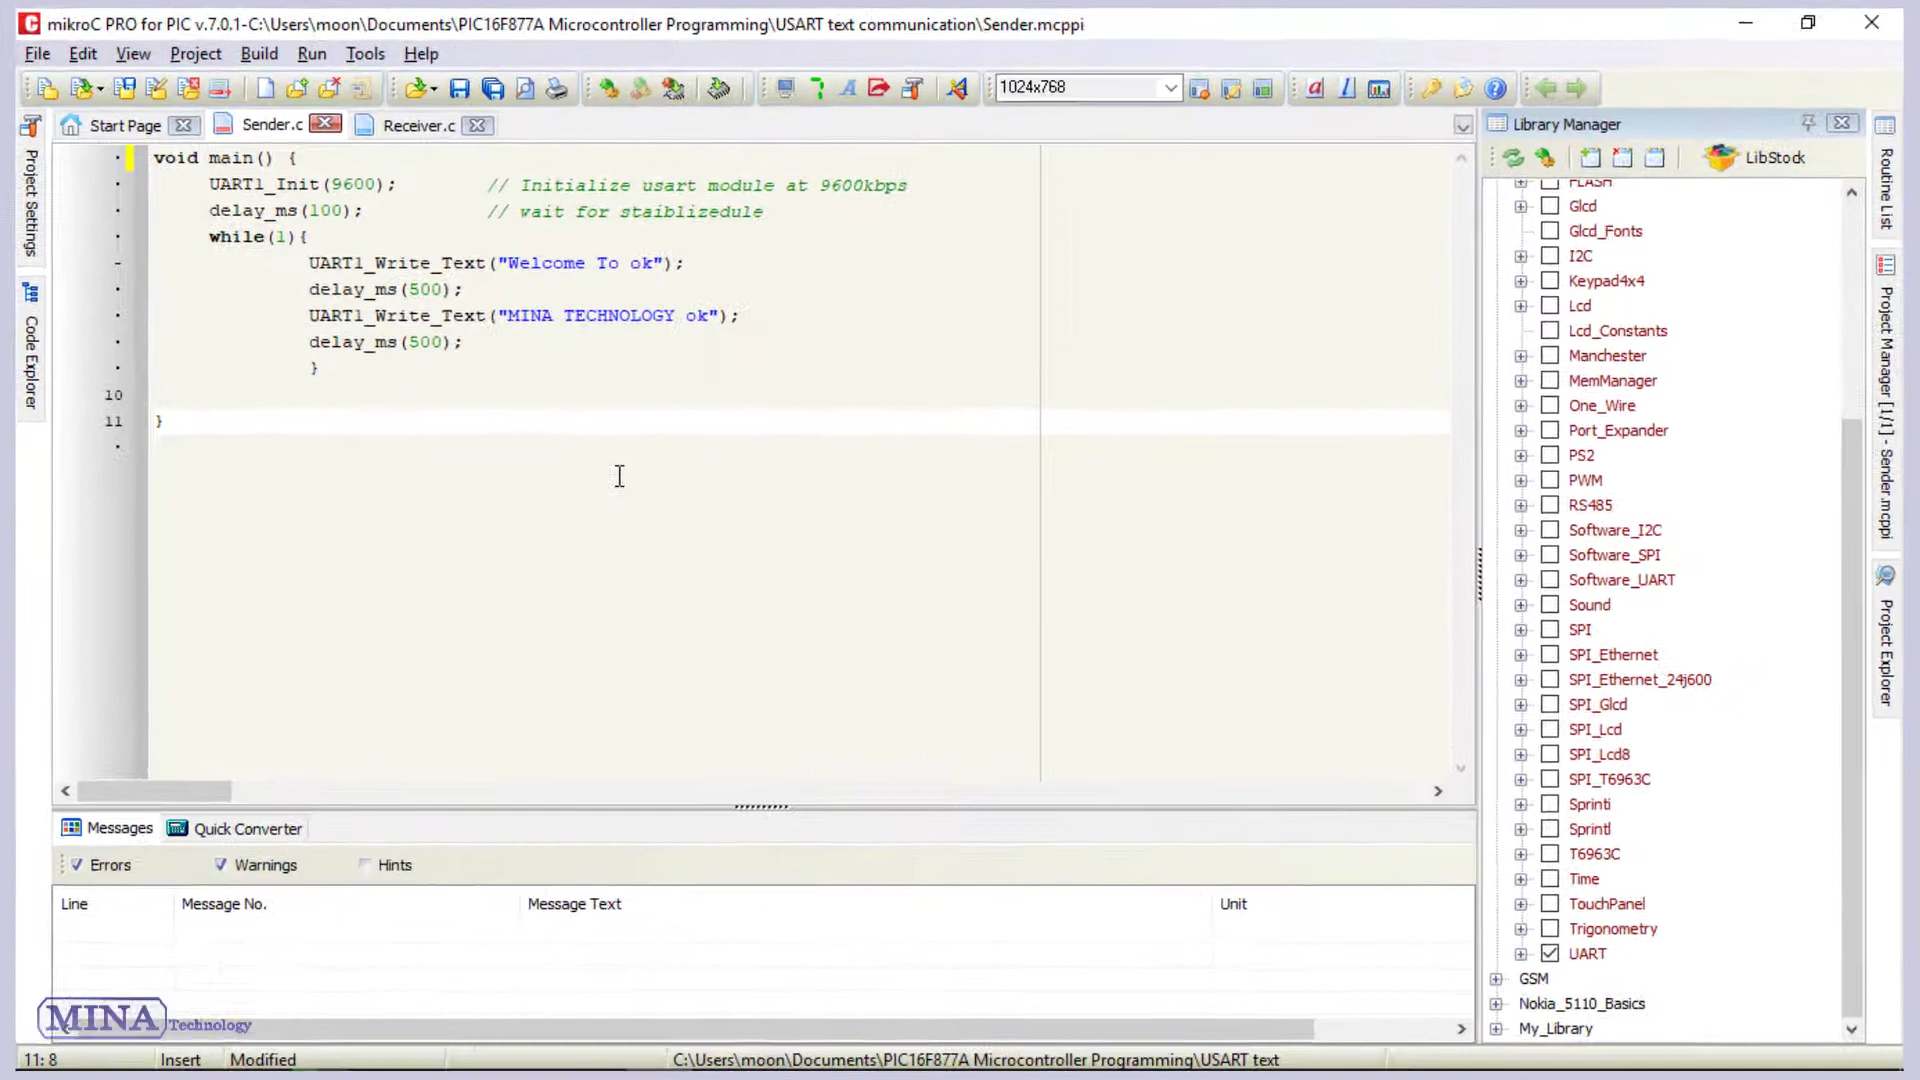 mikroC PRO for PIC v.7.0.1-C:\Users\moon\Documents\PIC16F877A Microcontroller Programming\USART text communication\Sender.mcppi
File Edit View Project Build Run Tools Help
1024x768
Start Page Sender.c Receiver.c
void main() {
UART1_Init(9600); // Initialize usart module at 9600kbps
delay_ms(100); // wait for staiblizedule
while(1){
UART1_Write_Text("Welcome To ok");
delay_ms(500);
UART1_Write_Text("MINA TECHNOLOGY ok");
delay_ms(500);
}
10
11 }
Project Settings
Code Explorer
Library Manager
LibStock
FLASH
Glcd
Glcd_Fonts
I2C
Keypad4x4
Lcd
Lcd_Constants
Manchester
MemManager
One_Wire
Port_Expander
PS2
PWM
RS485
Software_I2C
Software_SPI
Software_UART
Sound
SPI
SPI_Ethernet
SPI_Ethernet_24j600
SPI_Glcd
SPI_Lcd
SPI_Lcd8
SPI_T6963C
Sprinti
Sprintl
T6963C
Time
TouchPanel
Trigonometry
UART
GSM
Nokia_5110_Basics
My_Library
Routine List
Project Manager [1/1] - Sender.mcppi
Project Explorer
Messages Quick Converter
Errors Warnings Hints
Line Message No. Message Text Unit
MINA Technology
11: 8 Insert Modified C:\Users\moon\Documents\PIC16F877A Microcontroller Programming\USART text